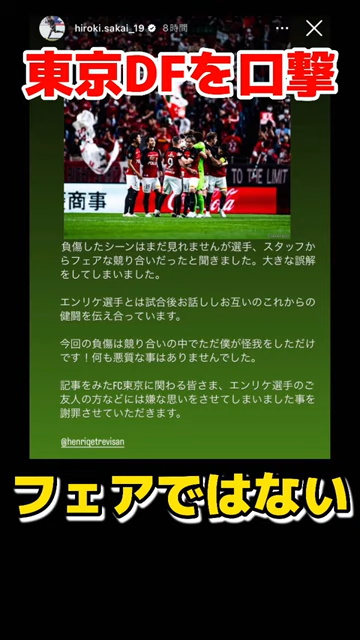 hiroki.sakai_19 8時間
東京DFを口撃
商事
TO THE LIMIT
Coca-Cola
負傷したシーンはまだ見れませんが選手、スタッフか
らフェアな競り合いだったと聞きました。大きな誤解
をしてしまいました。
エンリケ選手とは試合後お話ししお互いのこれからの
健闘を伝え合っています。
今回の負傷は競り合いの中でただ僕が怪我をしただけ
です！何も悪質な事はありませんでした。
記事をみたFC東京に関わる皆さま、エンリケ選手のご
友人の方などには嫌な思いをさせてしまいました事を
謝罪させていただきます。
@henriqetrevisan
フェアではない